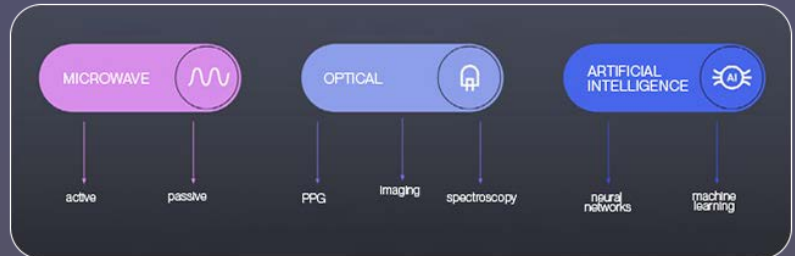 MICROWAVE
OPTICAL
ARTIFICIAL
INTELLIGENCE
AI
active
passive
PPG
imaging
spectroscopy
neural
networks
machine
learning